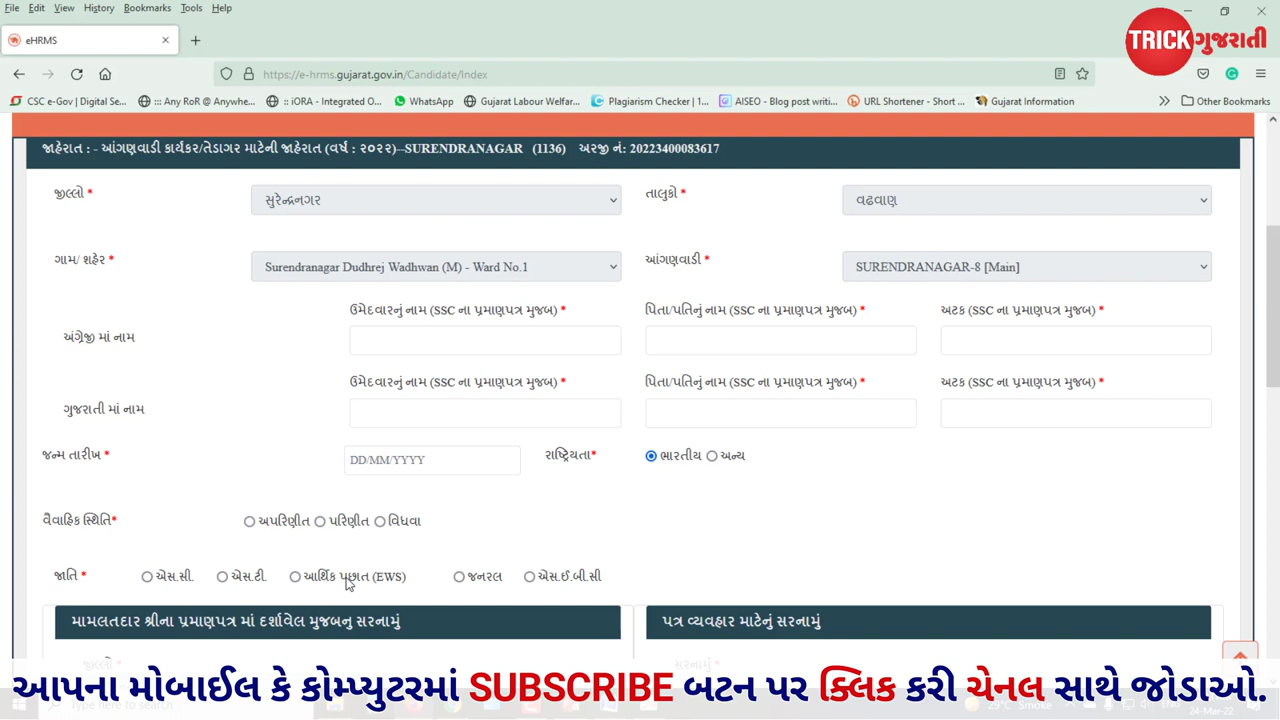 File Edit View History Bookmarks Tools Help
TRICKગુજરાતી
eHRMS
https://e-hrms.gujarat.gov.in/Candidate/Index
CSC e-Gov | Digital Se... ::: Any RoR @ Anywhe... :: iORA - Integrated O... WhatsApp Gujarat Labour Welfar... Plagiarism Checker | 1... AISEO - Blog post writi... URL Shortener - Short ... Gujarat Information Other Bookmarks
જાહેરાત : - આંગણવાડી કાર્યકર/તેડાગર માટેની જાહેરાત (વર્ષ : ૨૦૨૨)--SURENDRANAGAR (1136) અરજી નં: 20223400083617
જીલ્લો * સુરેન્દ્રનગર તાલુકો * વઢવાણ
ગામ/ શહેર * Surendranagar Dudhrej Wadhwan (M) - Ward No.1 આંગણવાડી * SURENDRANAGAR-8 [Main]
ઉમેદવારનું નામ (SSC ના પ્રમાણપત્ર મુજબ) * પિતા/પતિનું નામ (SSC ના પ્રમાણપત્ર મુજબ) * અટક (SSC ના પ્રમાણપત્ર મુજબ) *
અંગ્રેજી માં નામ
ઉમેદવારનું નામ (SSC ના પ્રમાણપત્ર મુજબ) * પિતા/પતિનું નામ (SSC ના પ્રમાણપત્ર મુજબ) * અટક (SSC ના પ્રમાણપત્ર મુજબ) *
ગુજરાતી માં નામ
જન્મ તારીખ * DD/MM/YYYY રાષ્ટ્રિયતા* ભારતીય અન્ય
વૈવાહિક સ્થિતિ* અપરિણીત પરિણીત વિધવા
જાતિ * એસ.સી. એસ.ટી. આર્થિક પછાત (EWS) જનરલ એસ.ઈ.બી.સી
મામલતદાર શ્રીના પ્રમાણપત્ર માં દર્શાવેલ મુજબનુ સરનામું પત્ર વ્યવહાર માટેનું સરનામું
જીલ્લો * સરનામું *
આપના મોબાઈલ કે કોમ્પ્યુટરમાં SUBSCRIBE બટન પર ક્લિક કરી ચેનલ સાથે જોડાઓ.
29°C Smoke
24-Mar-22